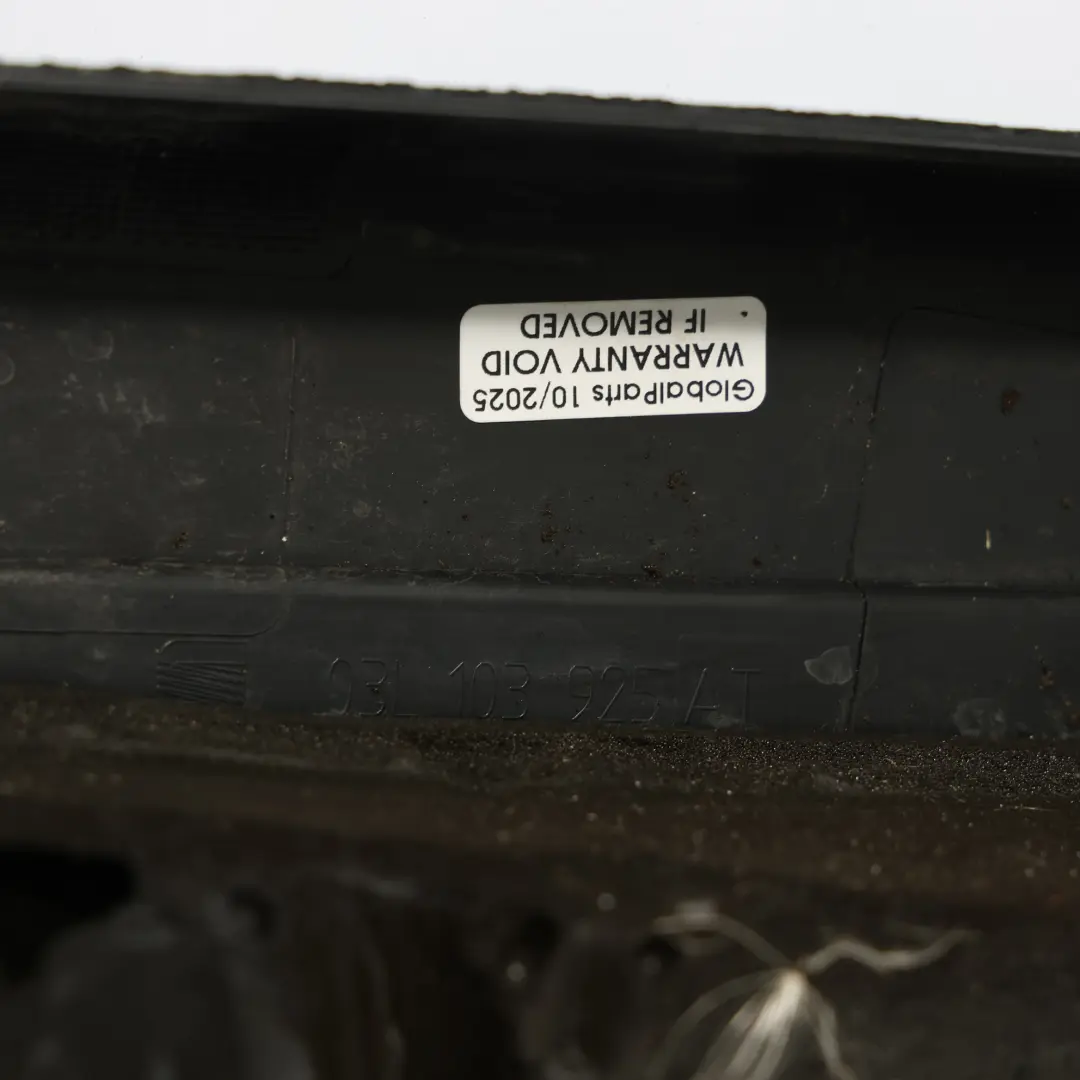 GlobalParts 10/2025
WARRANTY VOID
IF REMOVED
03L 103 925 AT